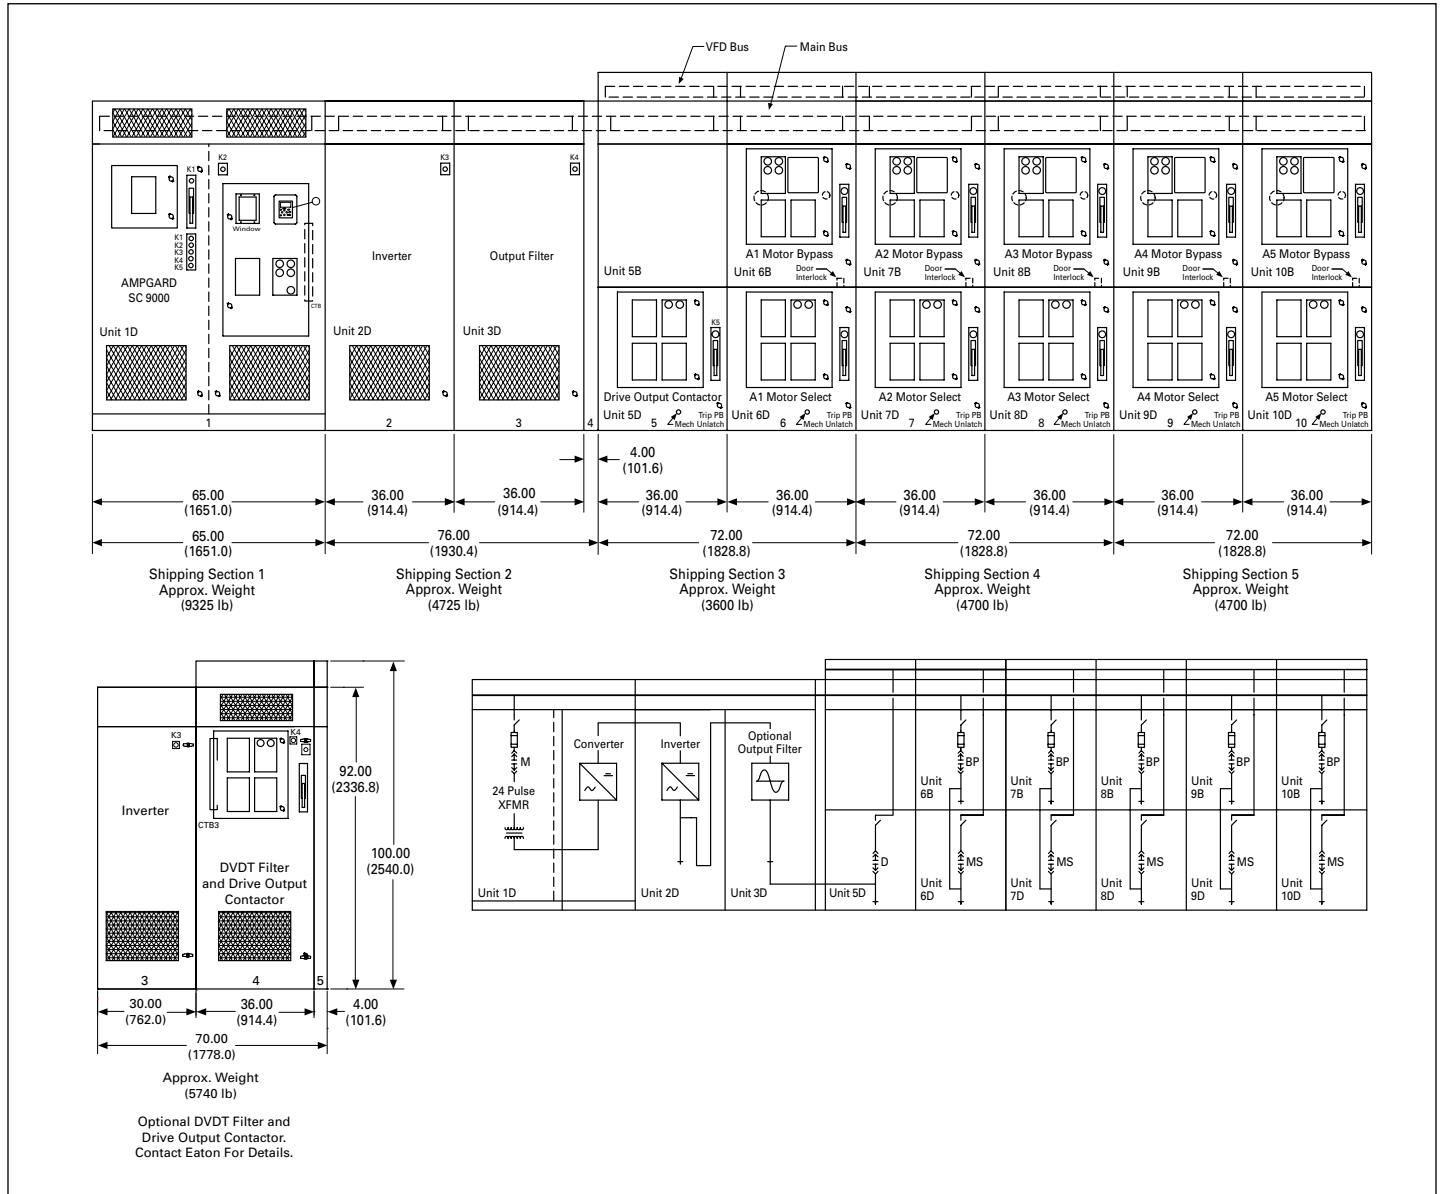 VFD Bus
Main Bus
K1
K2
K3
K4
K1
K2
K3
K4
K5
Window
CTB
AMPGARD
SC 9000
Unit 1D
1
Inverter
Unit 2D
2
Output Filter
Unit 3D
3
4
Unit 5B
K5
Drive Output Contactor
Unit 5D
5
Trip PB
Mech Unlatch
A1 Motor Bypass
Unit 6B
Door
Interlock
A1 Motor Select
Unit 6D
6
Trip PB
Mech Unlatch
A2 Motor Bypass
Unit 7B
Door
Interlock
A2 Motor Select
Unit 7D
7
Trip PB
Mech Unlatch
A3 Motor Bypass
Unit 8B
Door
Interlock
A3 Motor Select
Unit 8D
8
Trip PB
Mech Unlatch
A4 Motor Bypass
Unit 9B
Door
Interlock
A4 Motor Select
Unit 9D
9
Trip PB
Mech Unlatch
A5 Motor Bypass
Unit 10B
A5 Motor Select
Unit 10D
10
Trip PB
Mech Unlatch
4.00
(101.6)
65.00
(1651.0)
36.00
(914.4)
36.00
(914.4)
36.00
(914.4)
36.00
(914.4)
36.00
(914.4)
36.00
(914.4)
36.00
(914.4)
36.00
(914.4)
65.00
(1651.0)
76.00
(1930.4)
72.00
(1828.8)
72.00
(1828.8)
72.00
(1828.8)
Shipping Section 1
Approx. Weight
(9325 lb)
Shipping Section 2
Approx. Weight
(4725 lb)
Shipping Section 3
Approx. Weight
(3600 lb)
Shipping Section 4
Approx. Weight
(4700 lb)
Shipping Section 5
Approx. Weight
(4700 lb)
K3
Inverter
3
K4
CTB3
DVDT Filter
and Drive Output
Contactor
4
5
92.00
(2336.8)
100.00
(2540.0)
30.00
(762.0)
36.00
(914.4)
4.00
(101.6)
70.00
(1778.0)
Approx. Weight
(5740 lb)
Optional DVDT Filter and
Drive Output Contactor.
Contact Eaton For Details.
M
24 Pulse
XFMR
Unit 1D
Converter
Inverter
Unit 2D
Optional
Output Filter
Unit 3D
D
Unit 5D
BP
Unit
6B
MS
Unit
6D
BP
Unit
7B
MS
Unit
7D
BP
Unit
8B
MS
Unit
8D
BP
Unit
9B
MS
Unit
9D
BP
Unit
10B
MS
Unit
10D